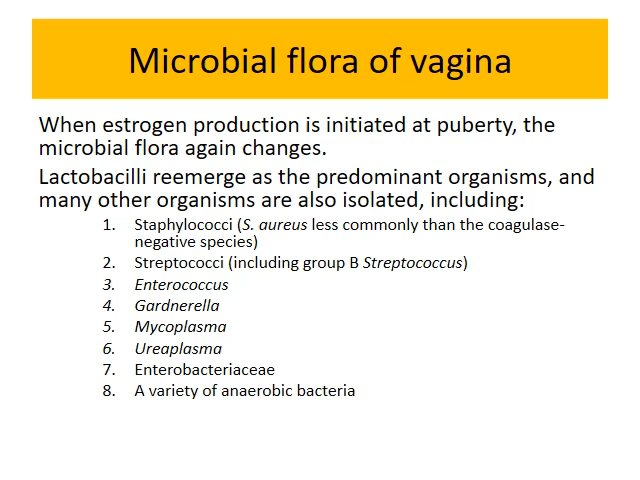 Microbial flora of vagina
When estrogen production is initiated at puberty, the
microbial flora again changes.
Lactobacilli reemerge as the predominant organisms, and
many other organisms are also isolated, including:
1. Staphylococci (S. aureus less commonly than the coagulase-
negative species)
2. Streptococci (including group B Streptococcus)
3. Enterococcus
4. Gardnerella
5. Mycoplasma
6. Ureaplasma
7. Enterobacteriaceae
8. A variety of anaerobic bacteria